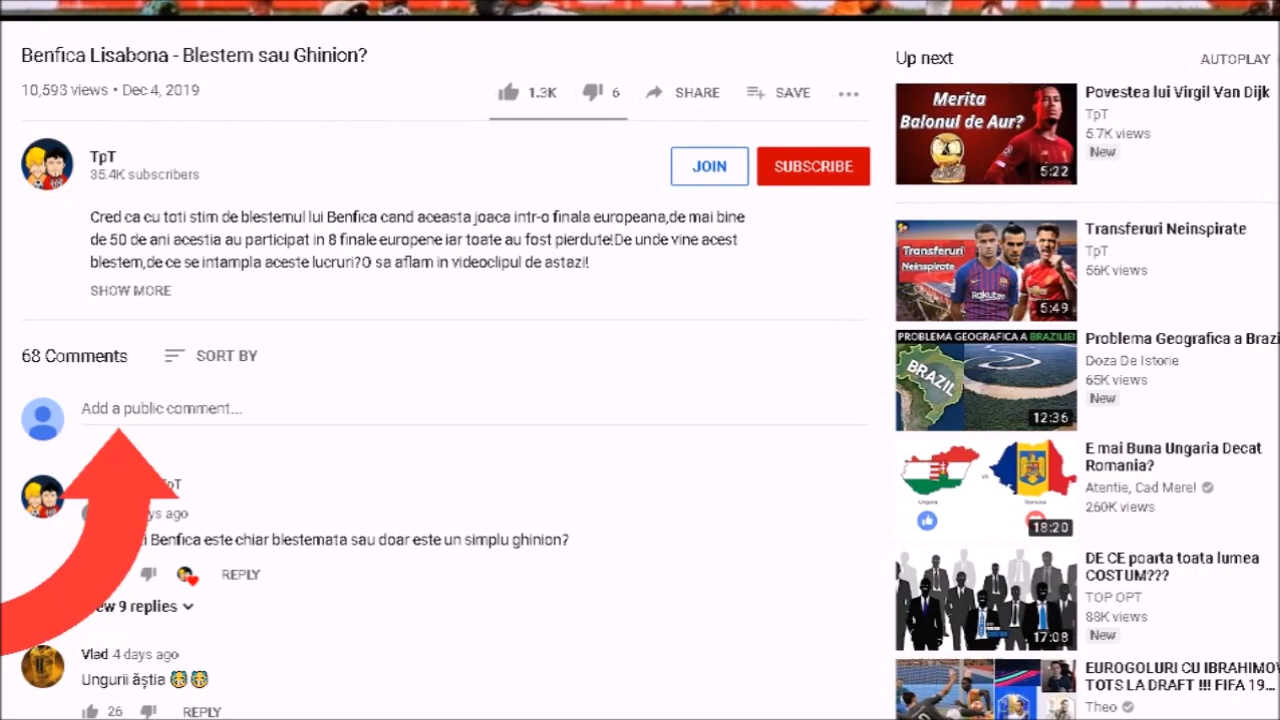 Benfica Lisabona - Blestem sau Ghinion?
10,593 views • Dec 4, 2019
1.3K
6
SHARE
SAVE
TpT
35.4K subscribers
JOIN
SUBSCRIBE
Cred ca cu toti stim de blestemul lui Benfica cand aceasta joaca intr-o finala europeana,de mai bine
de 50 de ani acestia au participat in 8 finale europene iar toate au fost pierdute!De unde vine acest
blestem,de ce se intampla aceste lucruri?O sa aflam in videoclipul de astazi!
SHOW MORE
68 Comments
SORT BY
Add a public comment...
ago
Benfica este chiar blestemata sau doar este un simplu ghinion?
REPLY
9 replies
Vlad 4 days ago
Ungurii ăștia
26
REPLY
Up next
AUTOPLAY
Merita
Balonul de Aur?
5:22
Povestea lui Virgil Van Dijk
TpT
5.7K views
New
Transferuri
Neinspirate
Rakuten
5:49
Transferuri Neinspirate
TpT
56K views
PROBLEMA GEOGRAFICA A BRAZILIEI
BRAZIL
12:36
Problema Geografica a Brazi
Doza De Istorie
65K views
New
vs
Ungaria
Romania
18:20
E mai Buna Ungaria Decat
Romania?
Atentie, Cad Mere!
260K views
17:08
DE CE poarta toata lumea
COSTUM???
TOP OPT
88K views
New
EUROGOLURI CU IBRAHIMO
TOTS LA DRAFT !!! FIFA 19...
Theo